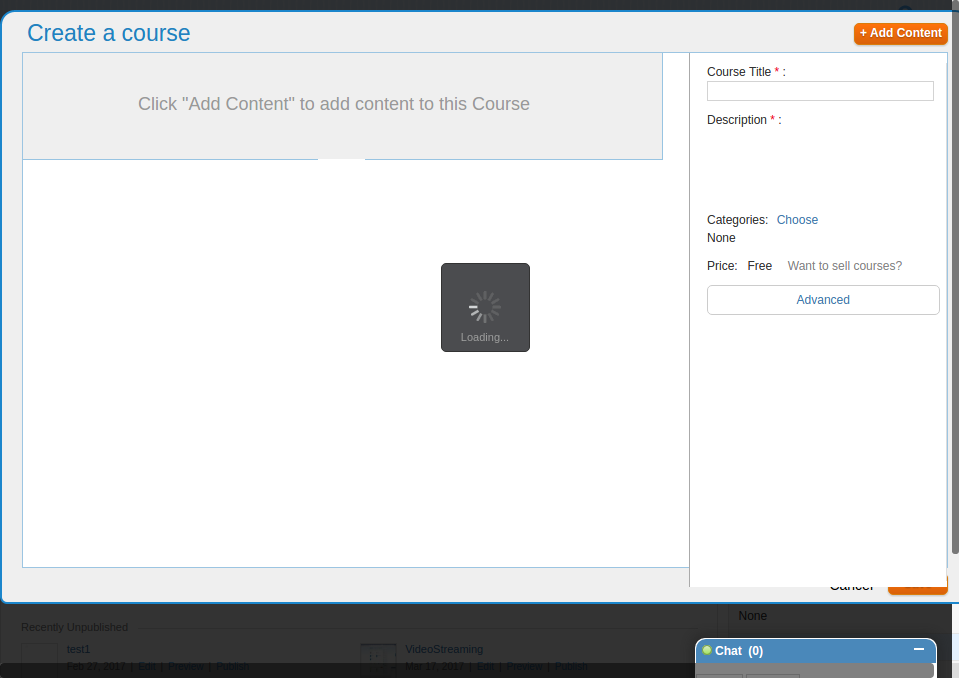 Create a course
+ Add Content
Click "Add Content" to add content to this Course
Course Title * :
Description * :
Categories: Choose
None
Price: Free Want to sell courses?
Advanced
Loading...
Cancel
None
Recently Unpublished
test1
Feb 27, 2017 | Edit | Preview | Publish
VideoStreaming
Mar 17, 2017 | Edit | Preview | Publish
Chat (0)